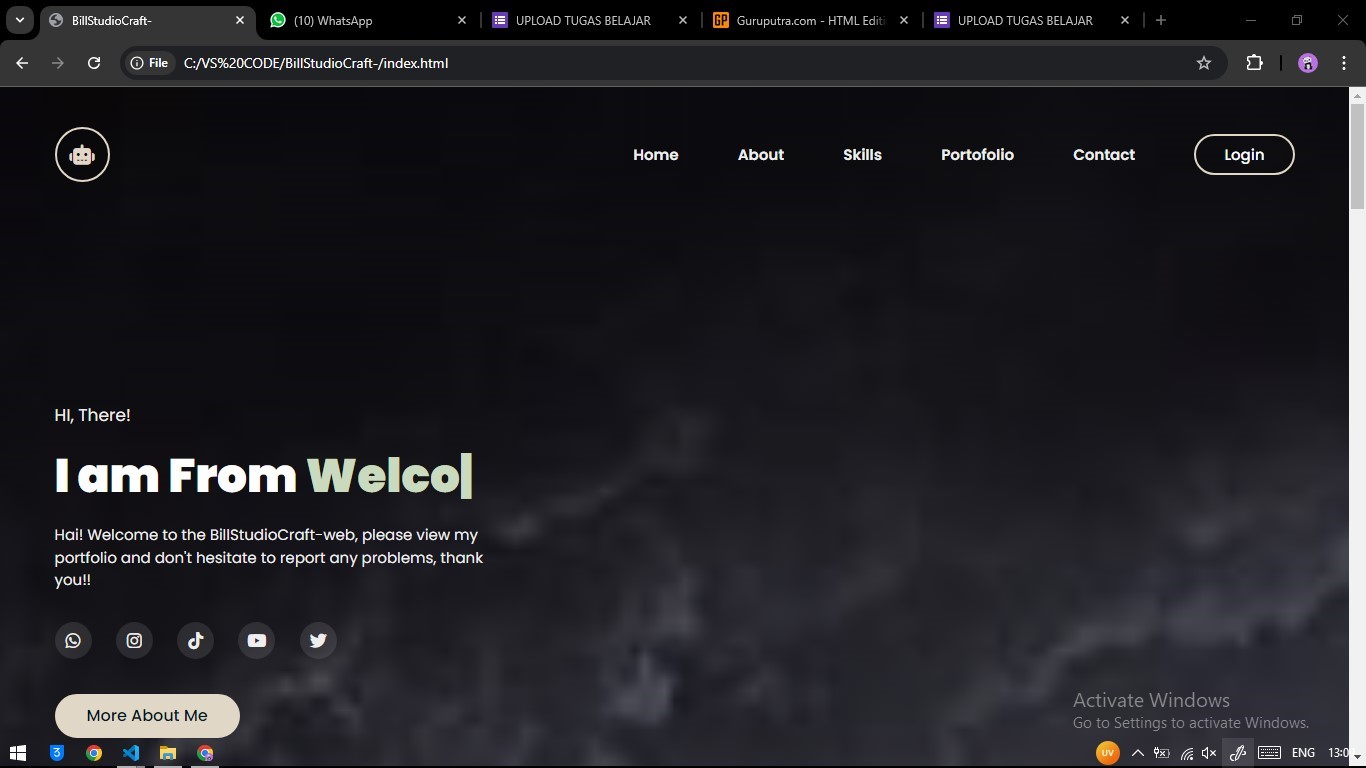 BillStudioCraft-
(10) WhatsApp
UPLOAD TUGAS BELAJAR
GP
Guruputra.com - HTML Editi
UPLOAD TUGAS BELAJAR
File
C:/VS%20CODE/BillStudioCraft-/index.html
Home
About
Skills
Portofolio
Contact
Login
HI, There!
I am From Welco|
Hai! Welcome to the BillStudioCraft-web, please view my
portfolio and don't hesitate to report any problems, thank
you!!
More About Me
Activate Windows
Go to Settings to activate Windows.
UV
ENG